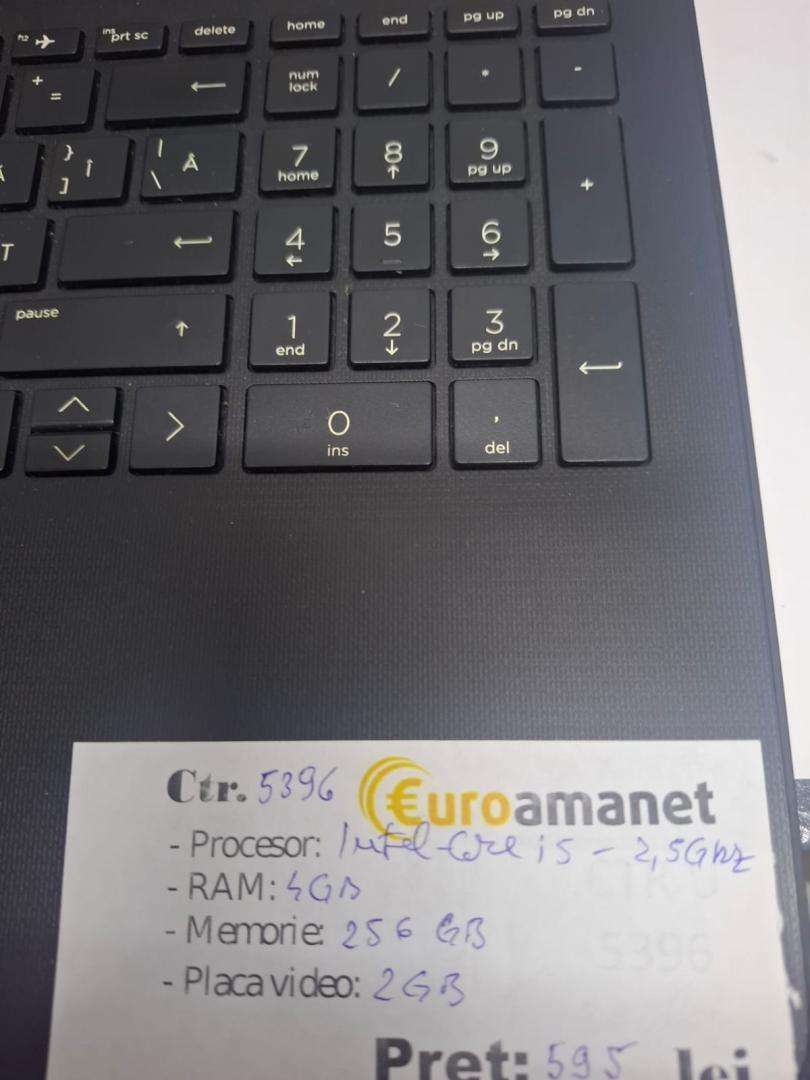 ins prt sc delete home end pg up pg dn
+ = ← num lock / * -
} ] Î | \ Â 7 home 8 ↑ 9 pg up +
T ← 4 ← 5 6 →
pause ↑ 1 end 2 ↓ 3 pg dn ←
0 ins , del
Ctr. 5396 €uroamanet
- Procesor: Intel Core i5 - 2,5Ghz
- RAM: 4GB
- Memorie: 256 GB
- Placa video: 2GB
Pret: 595 lei